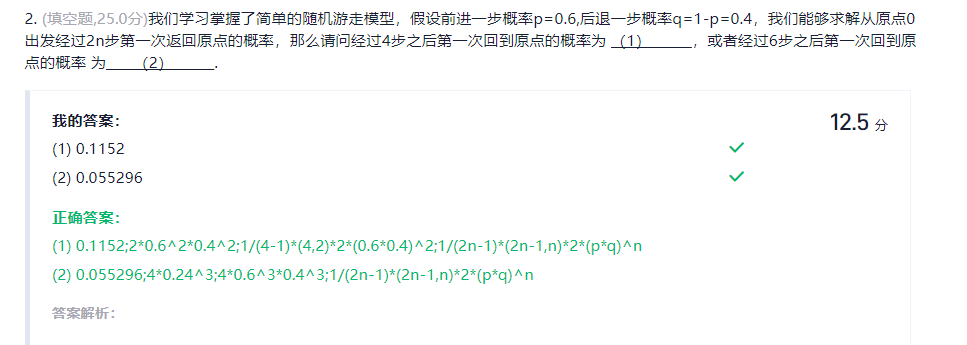 2. (填空题,25.0分)我们学习掌握了简单的随机游走模型，假设前进一步概率p=0.6,后退一步概率q=1-p=0.4，我们能够求解从原点0
出发经过2n步第一次返回原点的概率，那么请问经过4步之后第一次回到原点的概率为 __(1)______，或者经过6步之后第一次回到原
点的概率 为_____(2)_______.
我的答案：
12.5 分
(1) 0.1152
(2) 0.055296
正确答案：
(1) 0.1152;2*0.6^2*0.4^2;1/(4-1)*(4,2)*2*(0.6*0.4)^2;1/(2n-1)*(2n-1,n)*2*(p*q)^n
(2) 0.055296;4*0.24^3;4*0.6^3*0.4^3;1/(2n-1)*(2n-1,n)*2*(p*q)^n
答案解析：